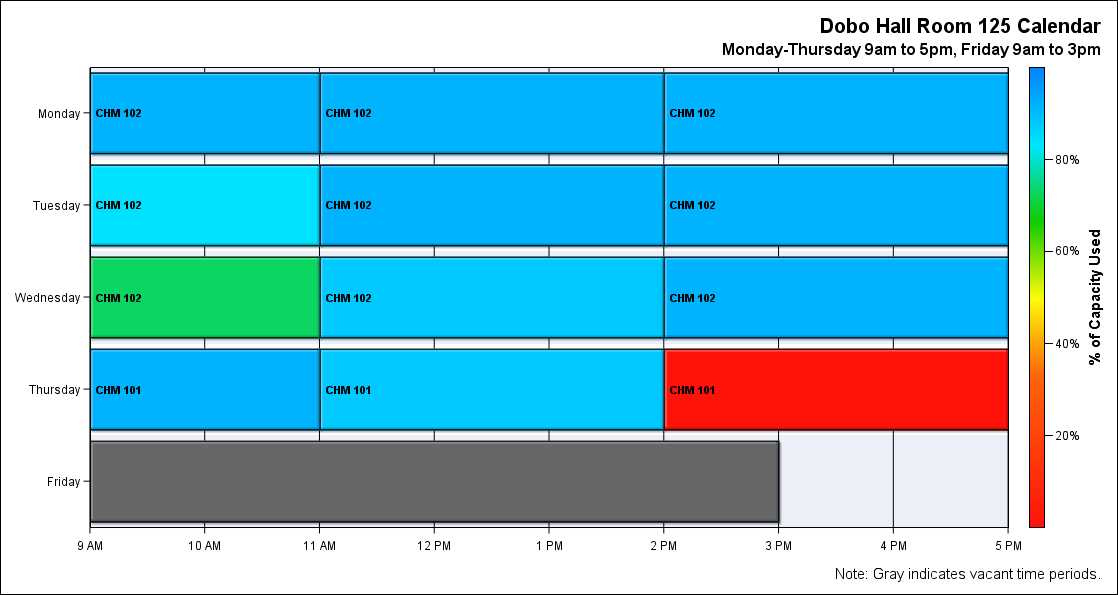 Dobo Hall Room 125 Calendar
Monday-Thursday 9am to 5pm, Friday 9am to 3pm
Monday
CHM 102
CHM 102
CHM 102
Tuesday
CHM 102
CHM 102
CHM 102
Wednesday
CHM 102
CHM 102
CHM 102
Thursday
CHM 101
CHM 101
CHM 101
Friday
9 AM
10 AM
11 AM
12 PM
1 PM
2 PM
3 PM
4 PM
5 PM
80%
60%
40%
20%
% of Capacity Used
Note: Gray indicates vacant time periods.